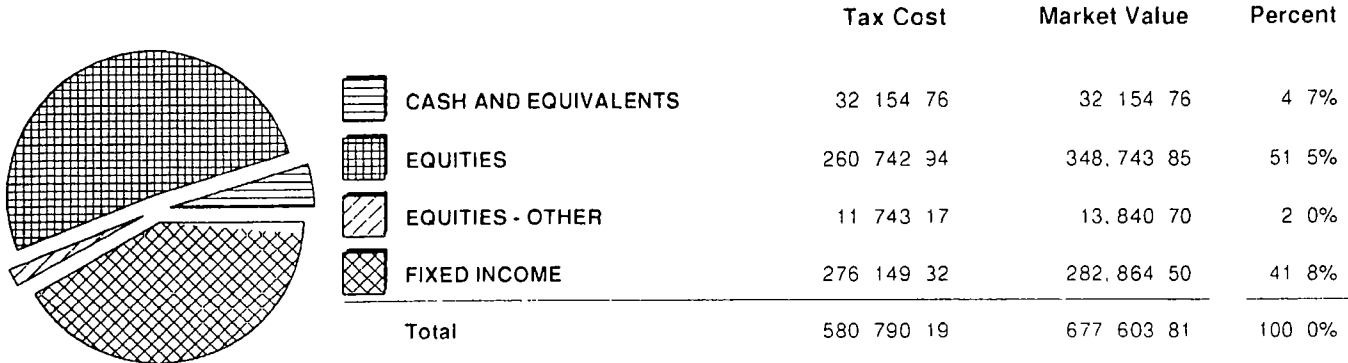 Tax Cost Market Value Percent
CASH AND EQUIVALENTS 32 154 76 32 154 76 4 7%
EQUITIES 260 742 94 348,743 85 51 5%
EQUITIES - OTHER 11 743 17 13,840 70 2 0%
FIXED INCOME 276 149 32 282,864 50 41 8%
Total 580 790 19 677 603 81 100 0%